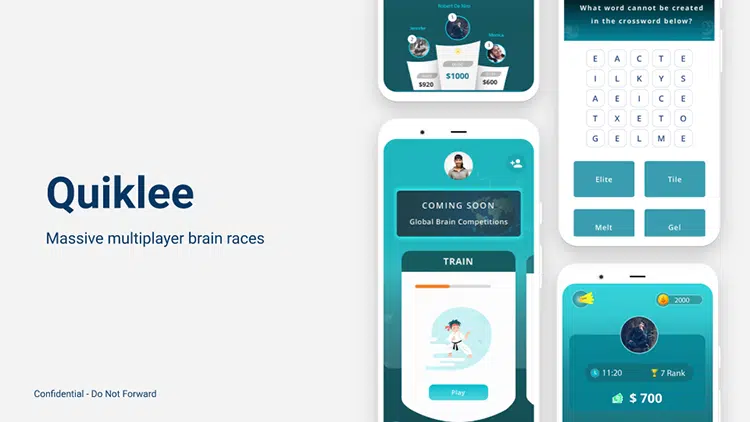 Quiklee
Massive multiplayer brain races
Confidential - Do Not Forward
Robert De Niro
Jennifer
1
Monica
2
3
$1000
$920
$600
COMING SOON
Global Brain Competitions
TRAIN
Play
What word cannot be created
in the crossword below?
E A C T E
I L K Y S
A E I C E
T X E T O
G E L M E
Elite
Tile
Melt
Gel
2000
11:20
7 Rank
$ 700